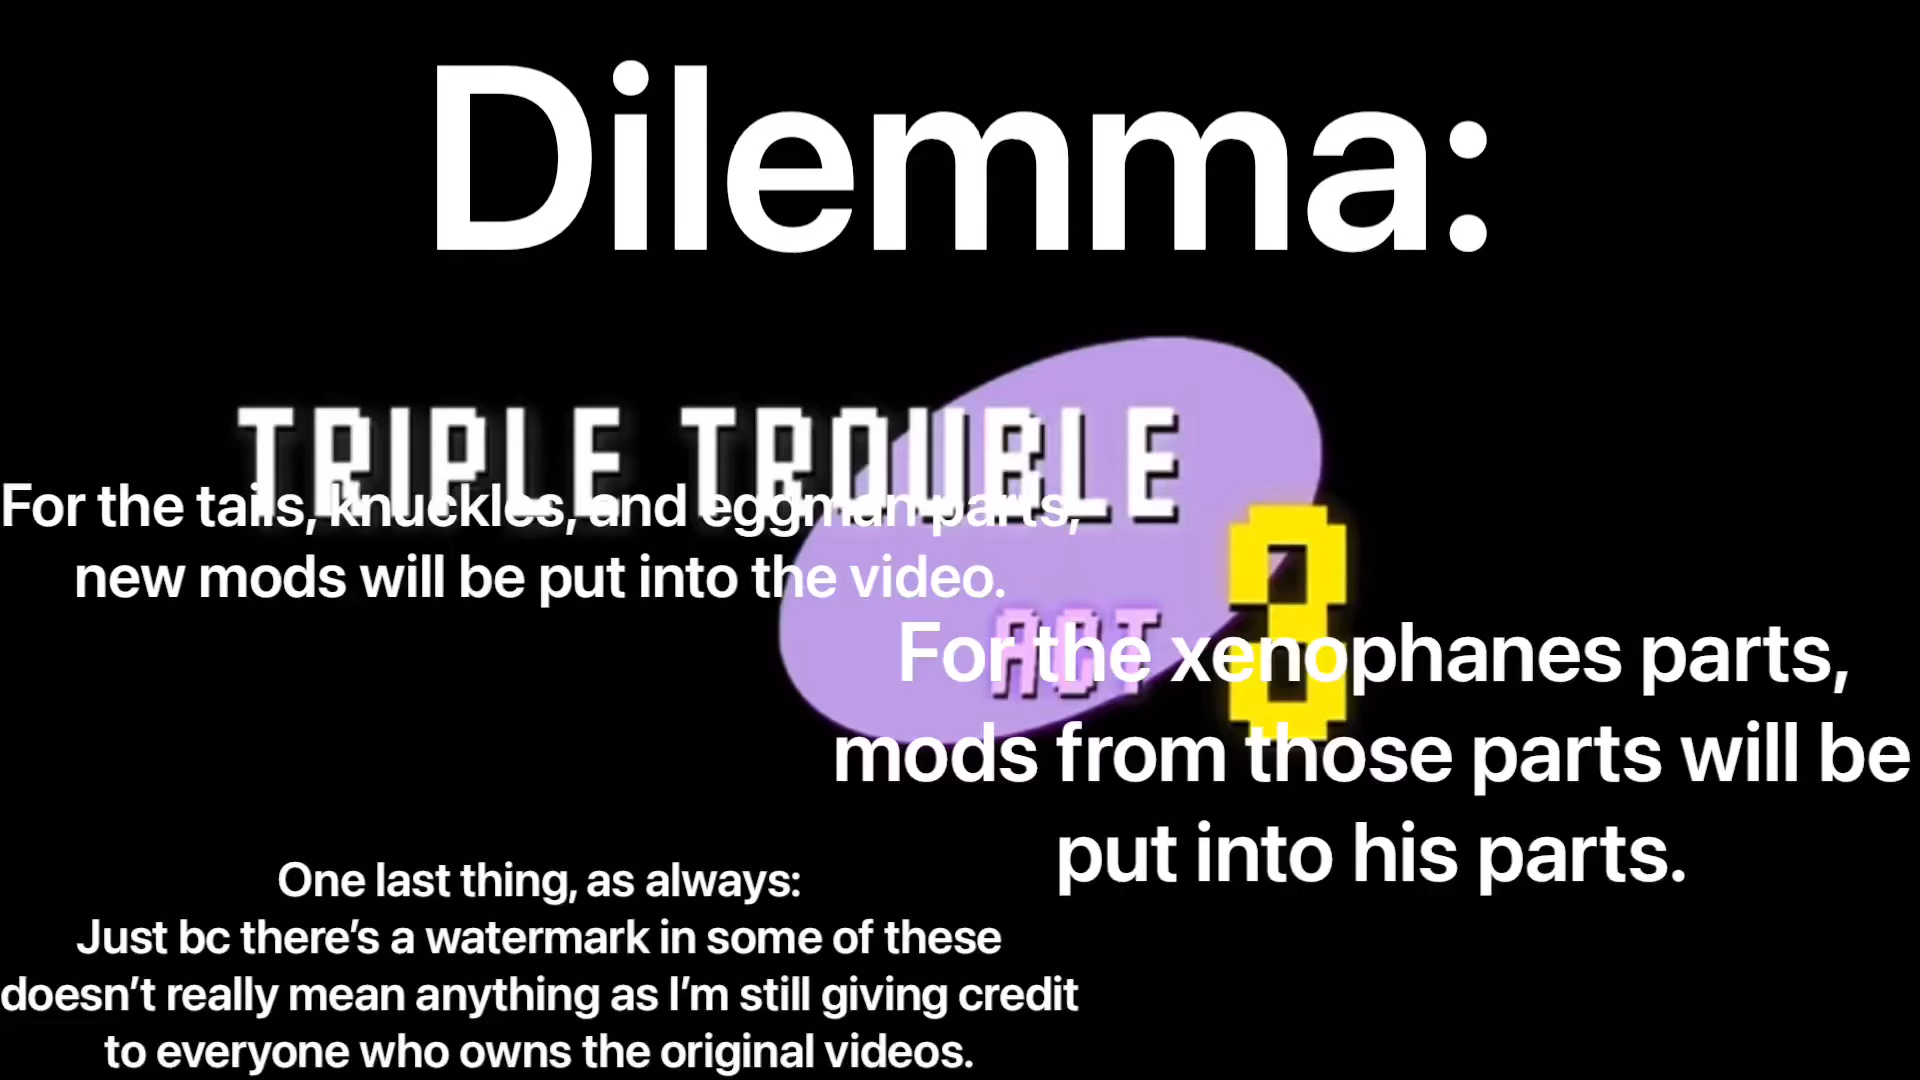 Dilemma:
TRIPLE TROUBLE
For the tails, knuckles, and eggman parts,
new mods will be put into the video.
ACT 3
For the xenophanes parts,
mods from those parts will be
put into his parts.
One last thing, as always:
Just bc there’s a watermark in some of these
doesn’t really mean anything as I’m still giving credit
to everyone who owns the original videos.